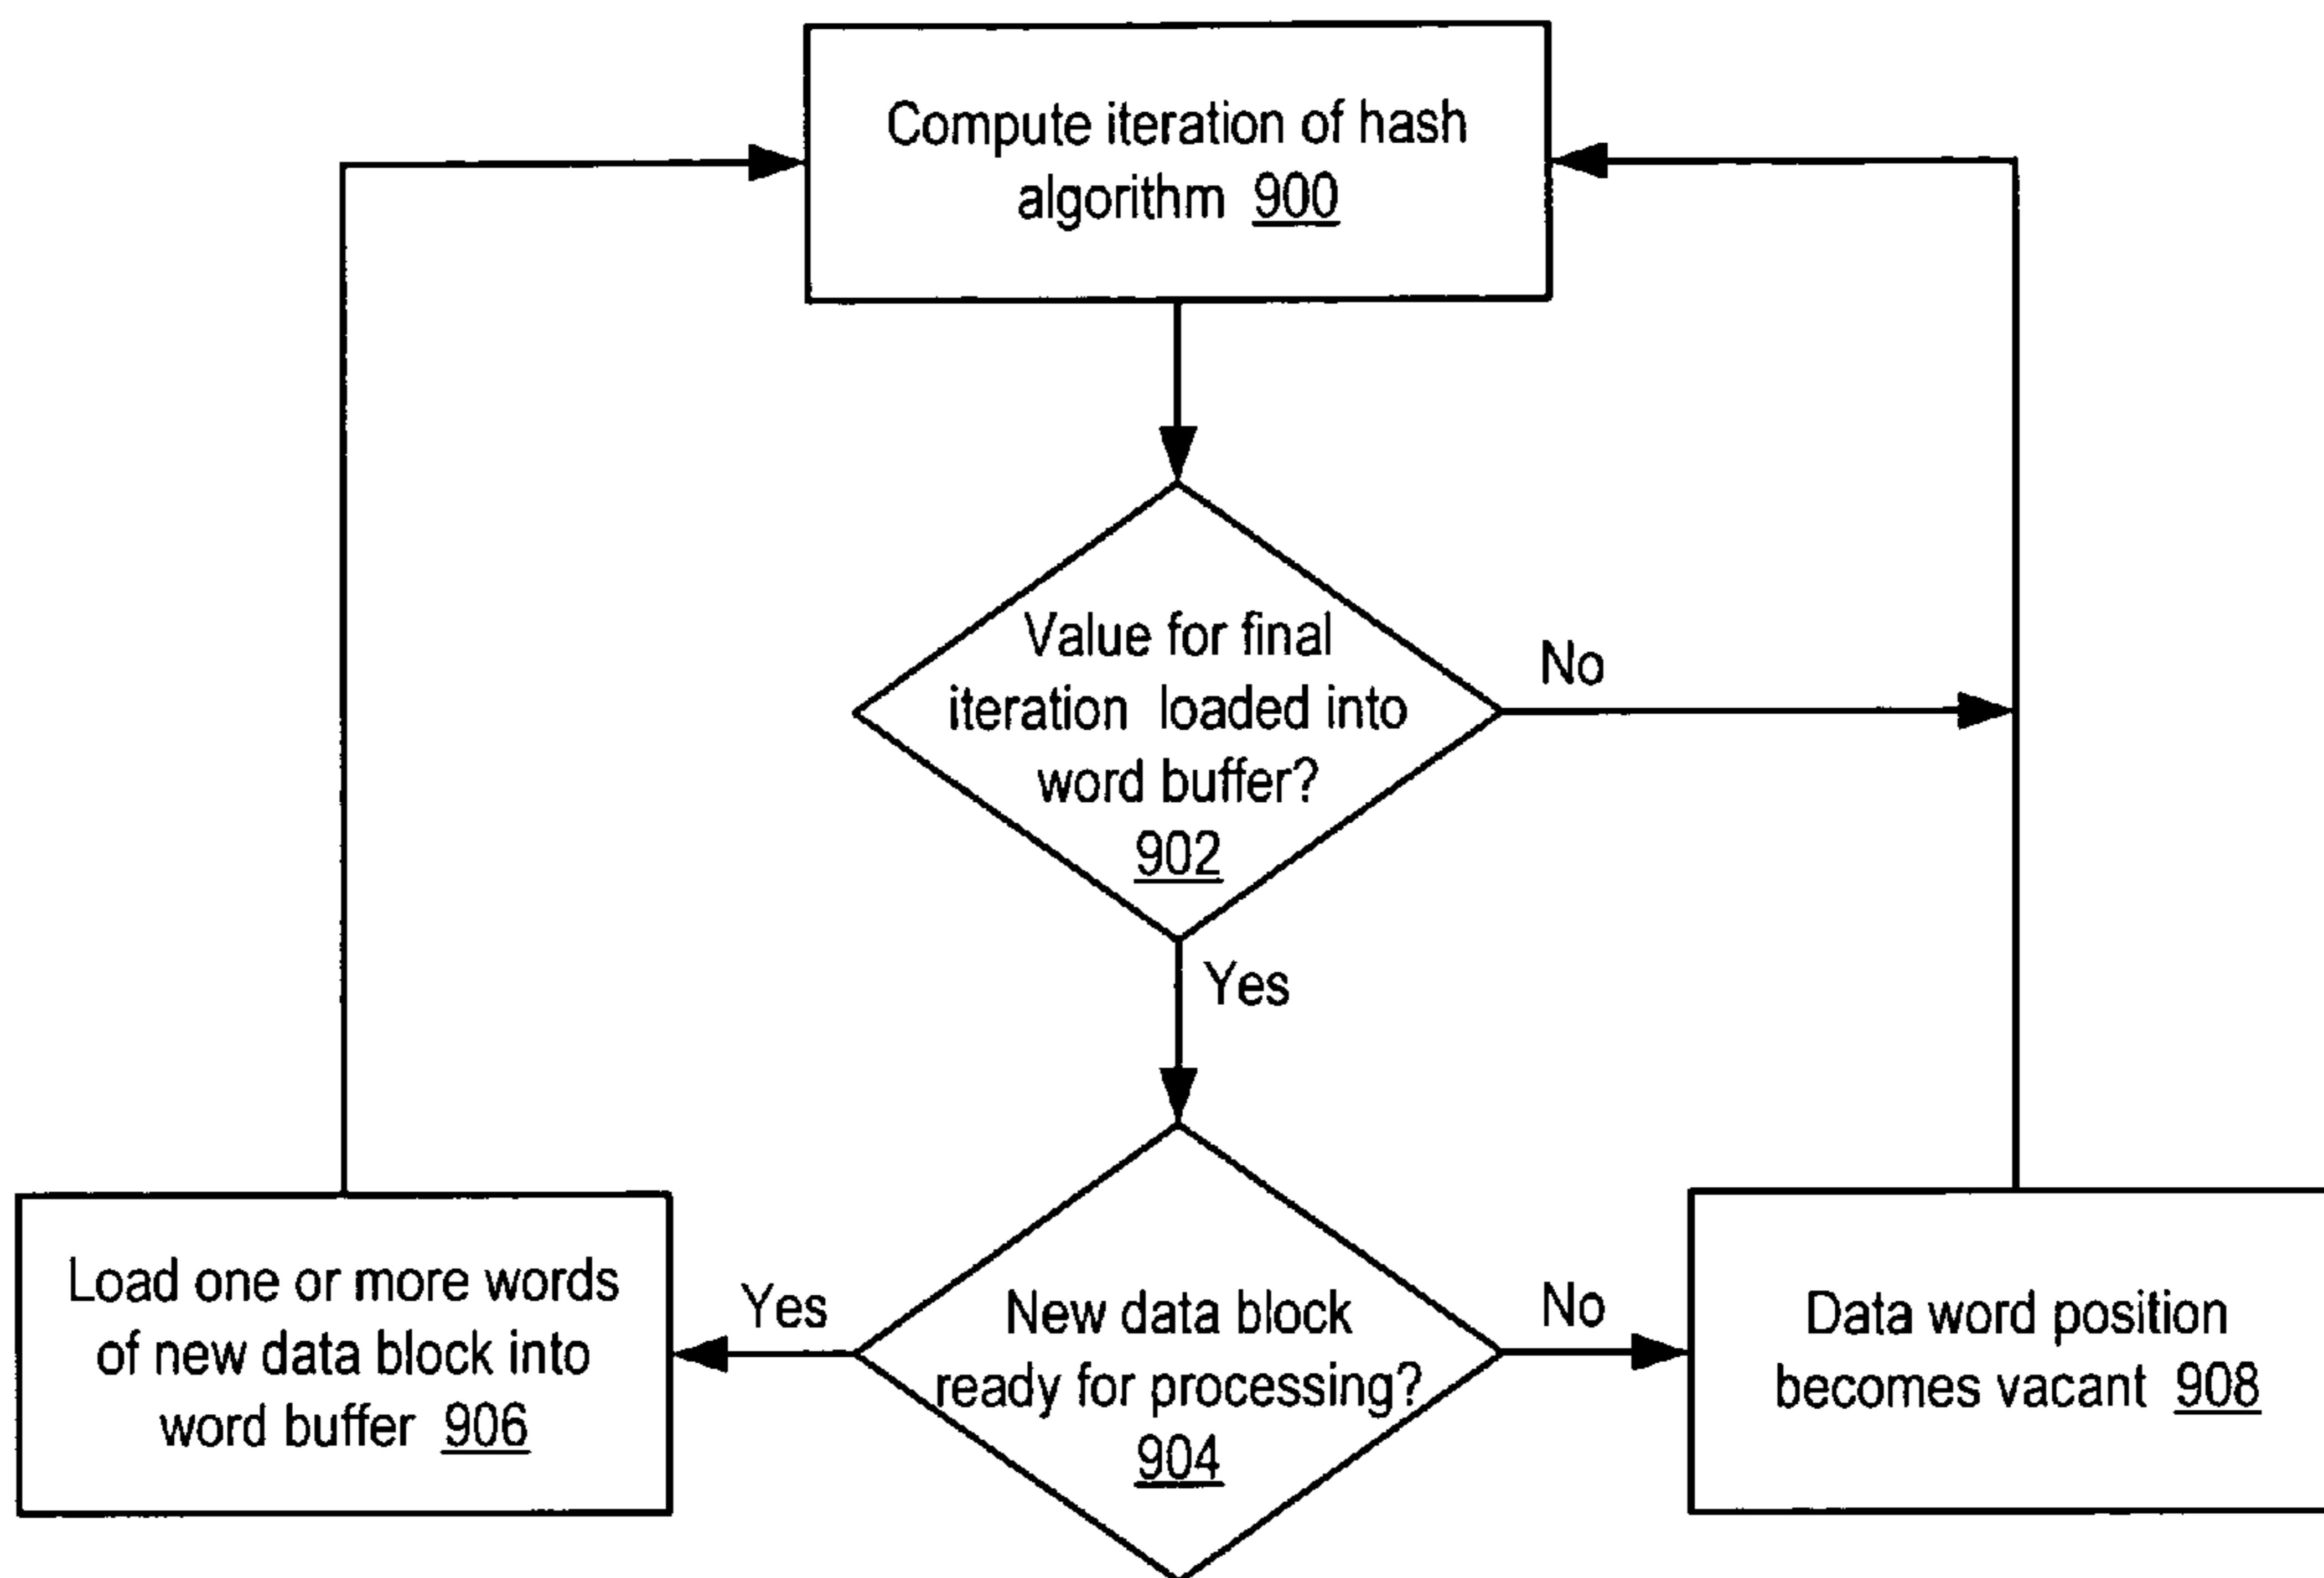 Compute iteration of hash
algorithm 900
Value for final
iteration loaded into
word buffer?
902
No
Yes
Load one or more words
of new data block into
word buffer 906
Yes
New data block
ready for processing?
904
No
Data word position
becomes vacant 908